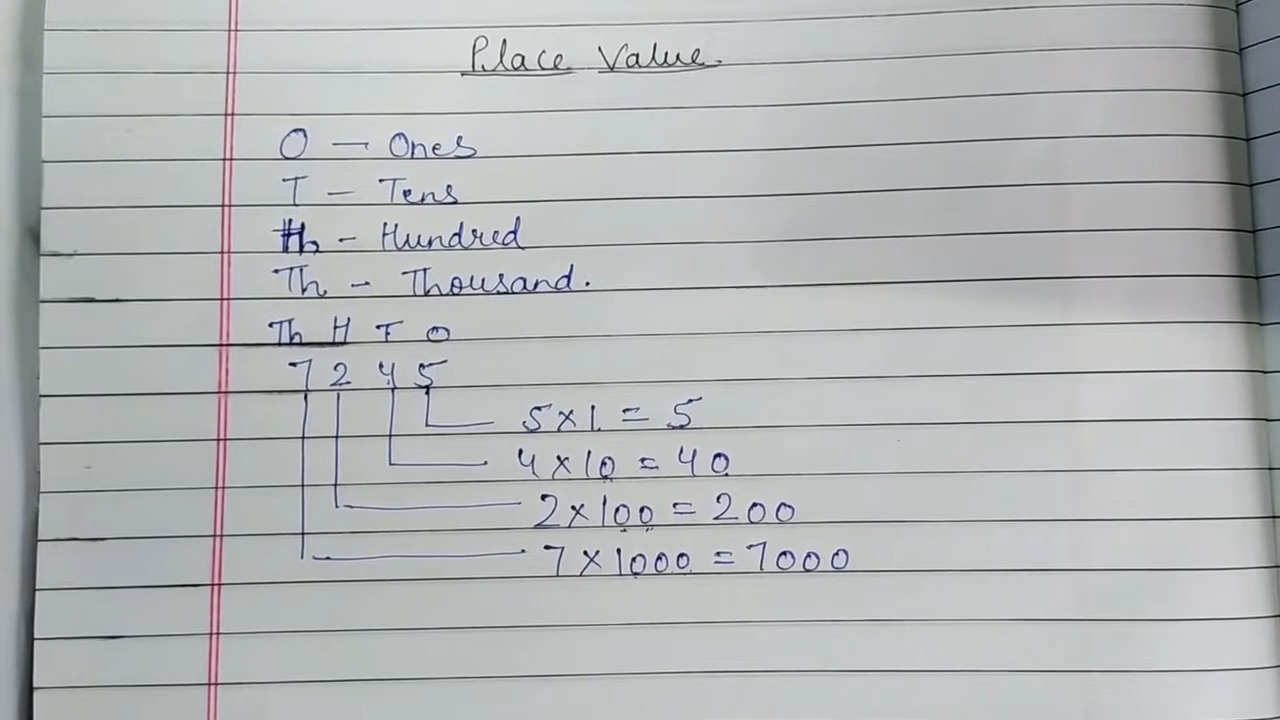 Place Value.
O — Ones
T — Tens
Hh — Hundred
Th — Thousand.
Th H T O
7 2 4 5
5 × 1 = 5
4 × 10 = 40
2 × 100 = 200
7 × 1000 = 7000